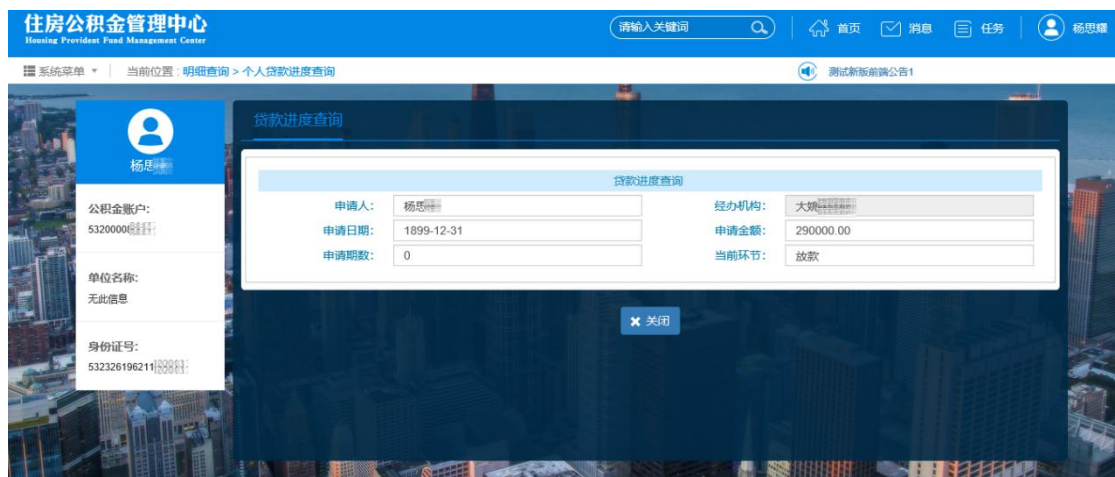 住房公积金管理中心
Housing Provident Fund Management Center
请输入关键词
首页
消息
任务
杨思耀
系统菜单
当前位置 : 明细查询 > 个人贷款进度查询
测试新版前端公告1
杨思
公积金账户:
5320000
单位名称:
无此信息
身份证号:
532326196211
贷款进度查询
贷款进度查询
申请人: 杨思 经办机构: 大姚
申请日期: 1899-12-31 申请金额: 290000.00
申请期数: 0 当前环节: 放款
关闭